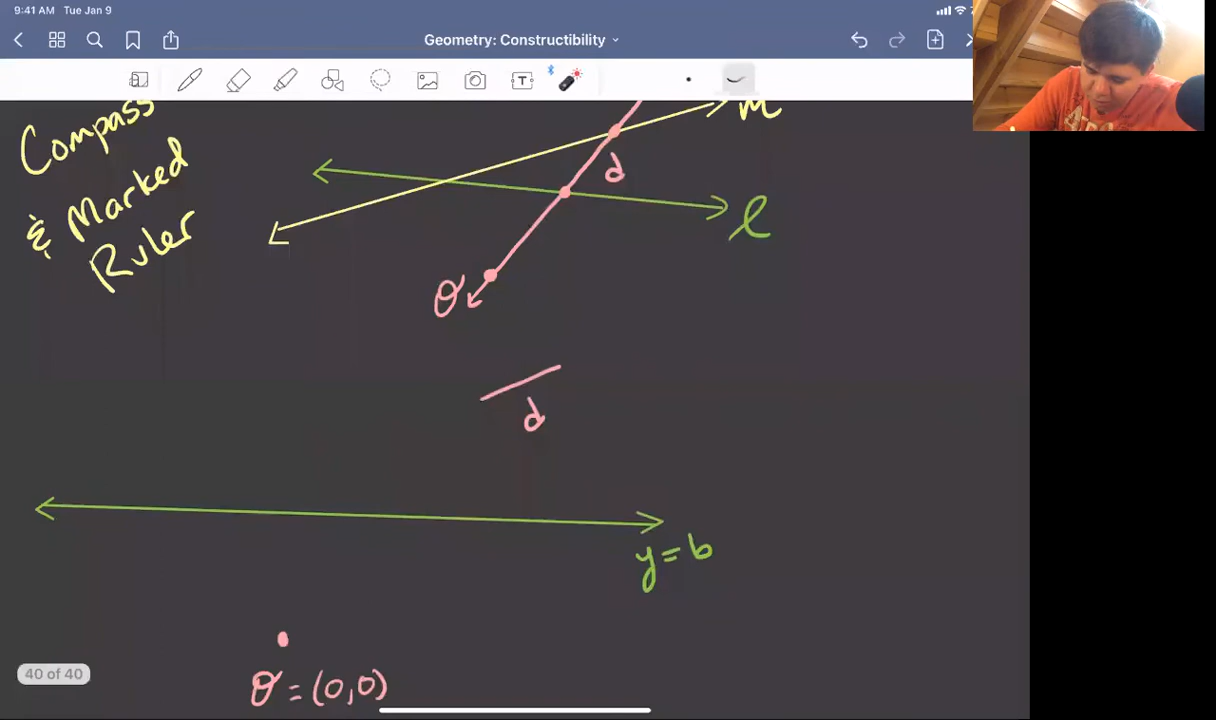 9:41 AM Tue Jan 9
Geometry: Constructibility
T
Compass
& Marked
Ruler
m
d
l
O
d
y = b
40 of 40
O = (0,0)